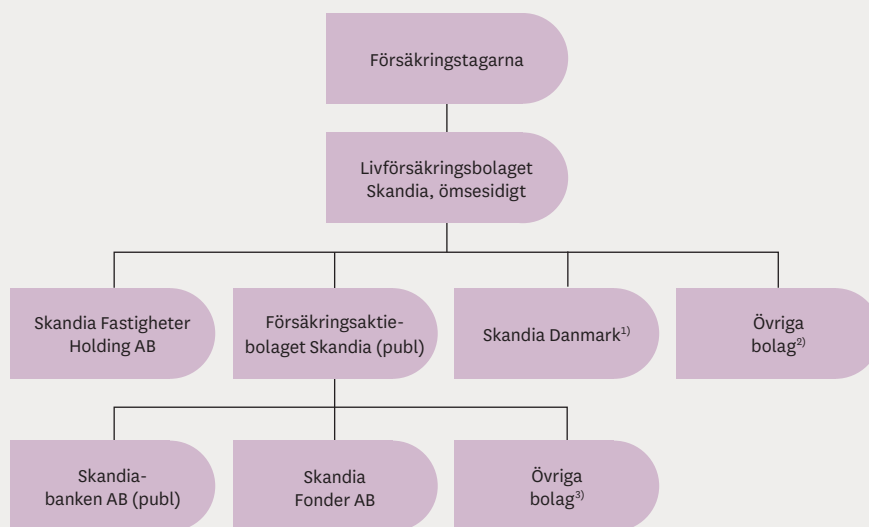 Försäkringstagarna
Livförsäkringsbolaget
Skandia, ömsesidigt
Skandia Fastigheter
Holding AB
Försäkringsaktie-
bolaget Skandia (publ)
Skandia Danmark¹⁾
Övriga
bolag²⁾
Skandia-
banken AB (publ)
Skandia
Fonder AB
Övriga
bolag³⁾